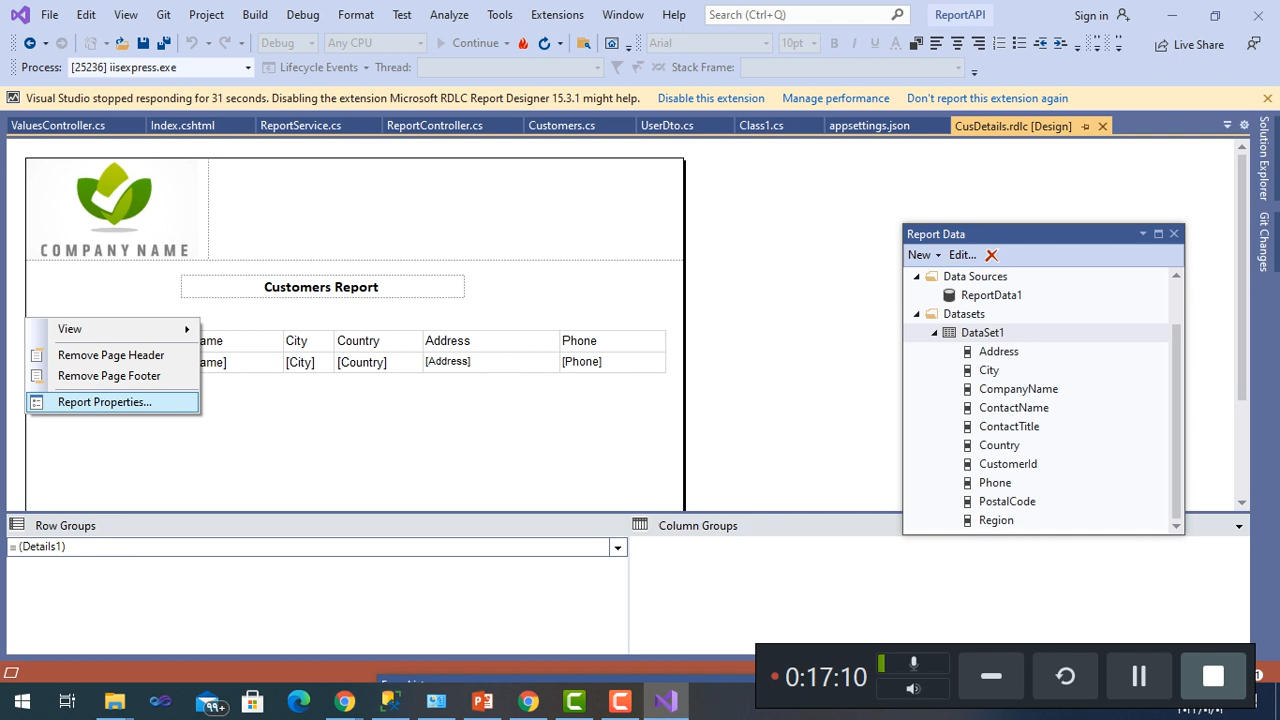 File Edit View Git Project Build Debug Format Test Analyze Tools Extensions Window Help Search (Ctrl+Q) ReportAPI Sign in
Debug Any CPU Continue Arial 10pt B I U Live Share
Process: [25236] iisexpress.exe Lifecycle Events Thread: Stack Frame:
Visual Studio stopped responding for 31 seconds. Disabling the extension Microsoft RDLC Report Designer 15.3.1 might help. Disable this extension Manage performance Don't report this extension again
ValuesController.cs Index.cshtml ReportService.cs ReportController.cs Customers.cs UserDto.cs Class1.cs appsettings.json CusDetails.rdlc [Design]
COMPANY NAME
Customers Report
ame City Country Address Phone
ame] [City] [Country] [Address] [Phone]
View
Remove Page Header
Remove Page Footer
Report Properties...
Report Data
New Edit...
Data Sources
ReportData1
Datasets
DataSet1
Address
City
CompanyName
ContactName
ContactTitle
Country
CustomerId
Phone
PostalCode
Region
Solution Explorer
Git Changes
Row Groups
(Details1)
Column Groups
0:17:10
99+